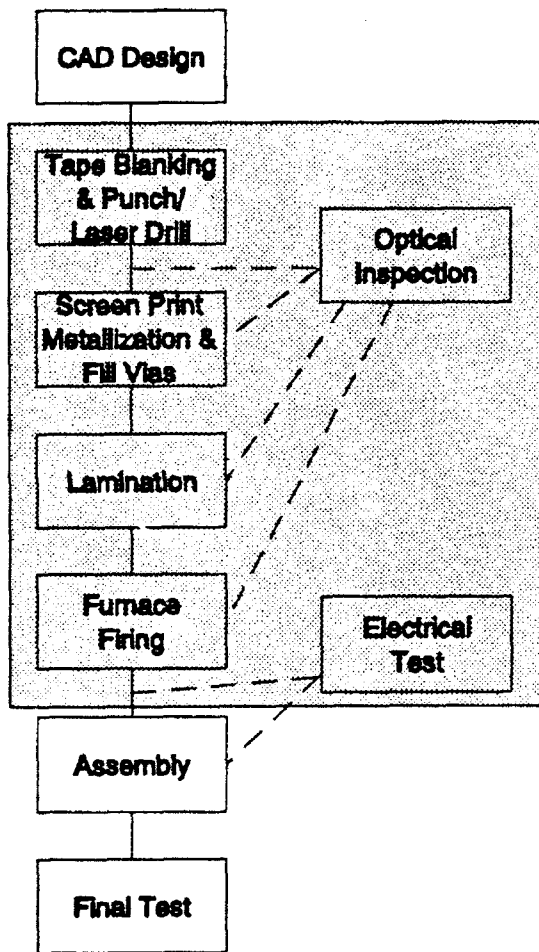 CAD Design
Tape Blanking
& Punch/
Laser Drill
Optical
Inspection
Screen Print
Metallization &
Fill Vias
Lamination
Furnace
Firing
Electrical
Test
Assembly
Final Test